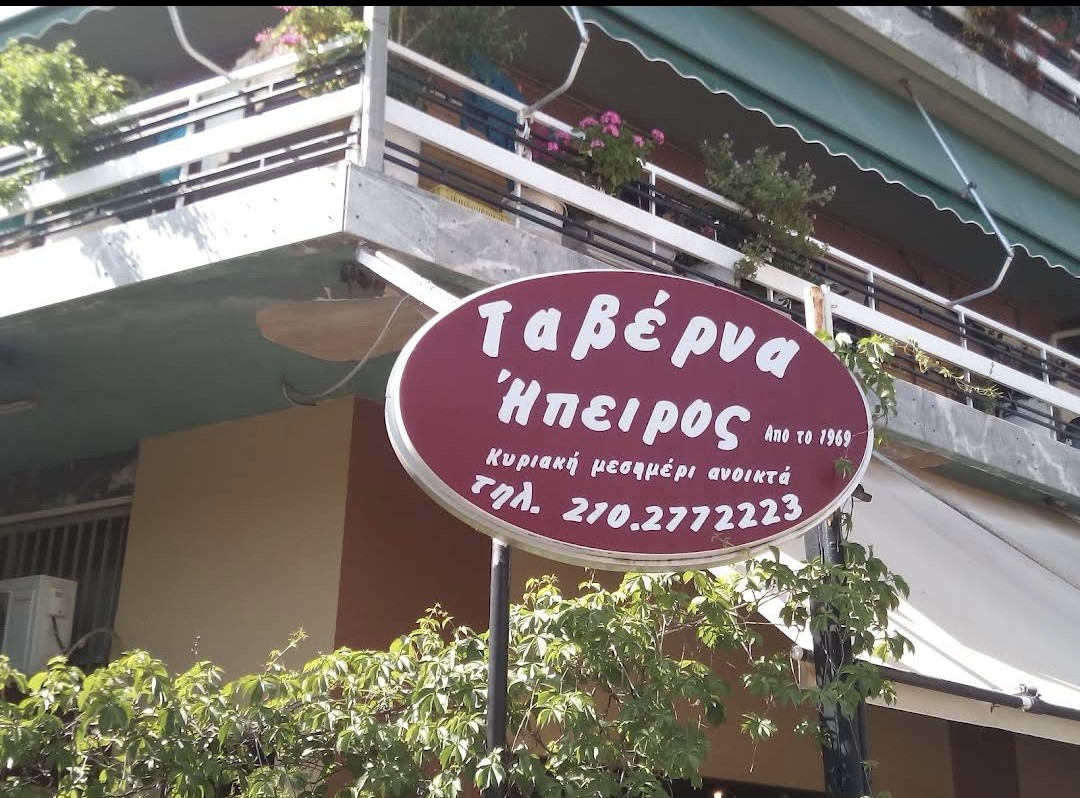 Ταβέρνα
Ήπειρος Απο το 1969
Κυριακή μεσημέρι ανοικτά
τηλ. 210.2772223